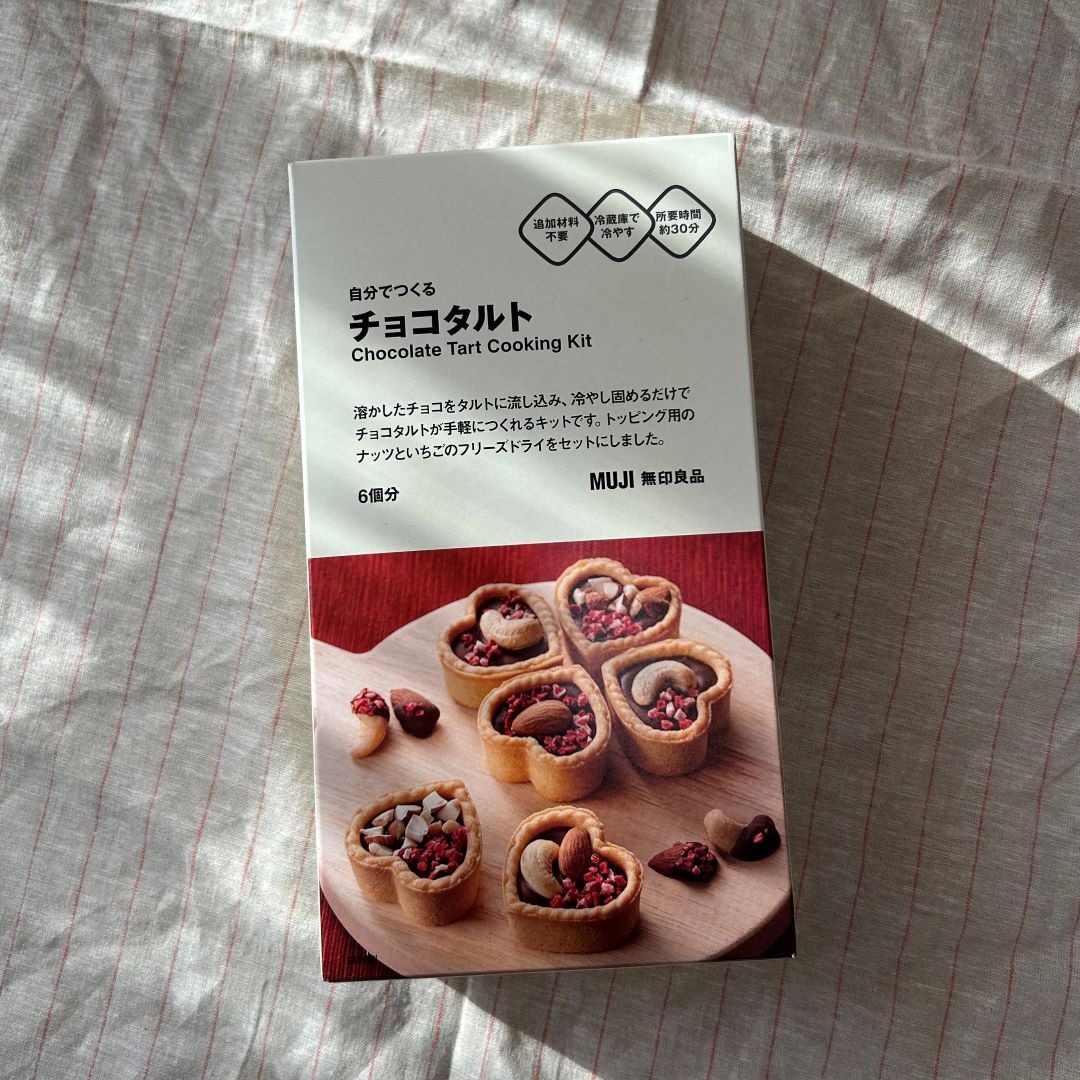 追加材料
不要
冷蔵庫で
冷やす
所要時間
約30分
自分でつくる
チョコタルト
Chocolate Tart Cooking Kit
溶かしたチョコをタルトに流し込み、冷やし固めるだけで
チョコタルトが手軽につくれるキットです。トッピング用の
ナッツといちごのフリーズドライをセットにしました。
6個分
MUJI 無印良品